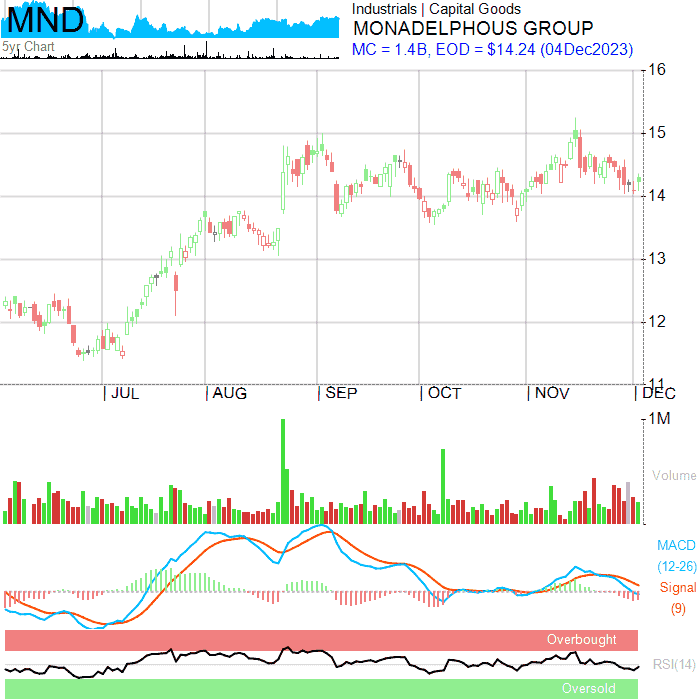 MND
5yr Chart
Industrials | Capital Goods
MONADELPHOUS GROUP
MC = 1.4B, EOD = $14.24 (04Dec2023)
16
15
14
13
12
11
| JUL | AUG | SEP | OCT | NOV | DEC
1M
Volume
MACD
(12-26)
Signal
(9)
Overbought
RSI(14)
Oversold